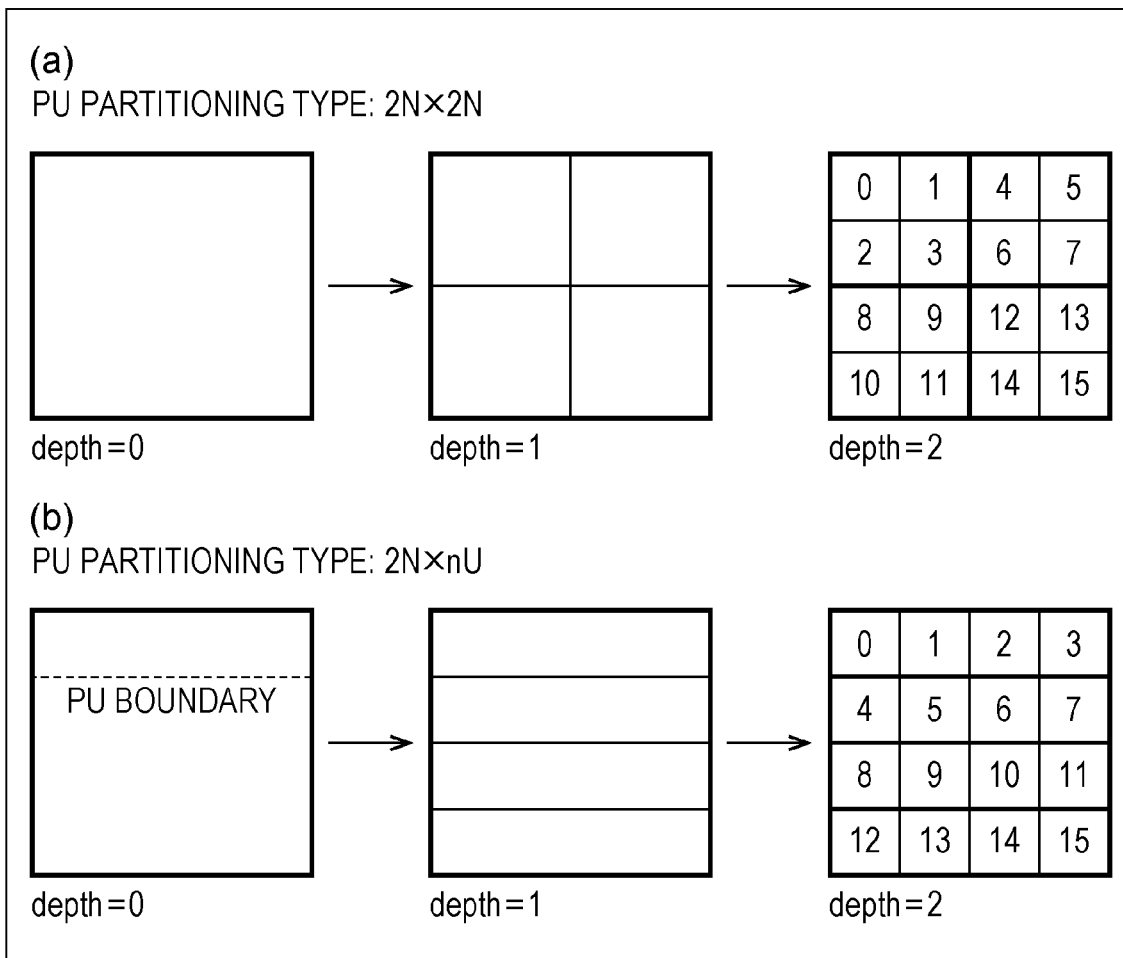 (a)
PU PARTITIONING TYPE: 2N×2N
0 1 4 5
2 3 6 7
8 9 12 13
10 11 14 15
depth=0 depth=1 depth=2
(b)
PU PARTITIONING TYPE: 2N×nU
PU BOUNDARY
0 1 2 3
4 5 6 7
8 9 10 11
12 13 14 15
depth=0 depth=1 depth=2